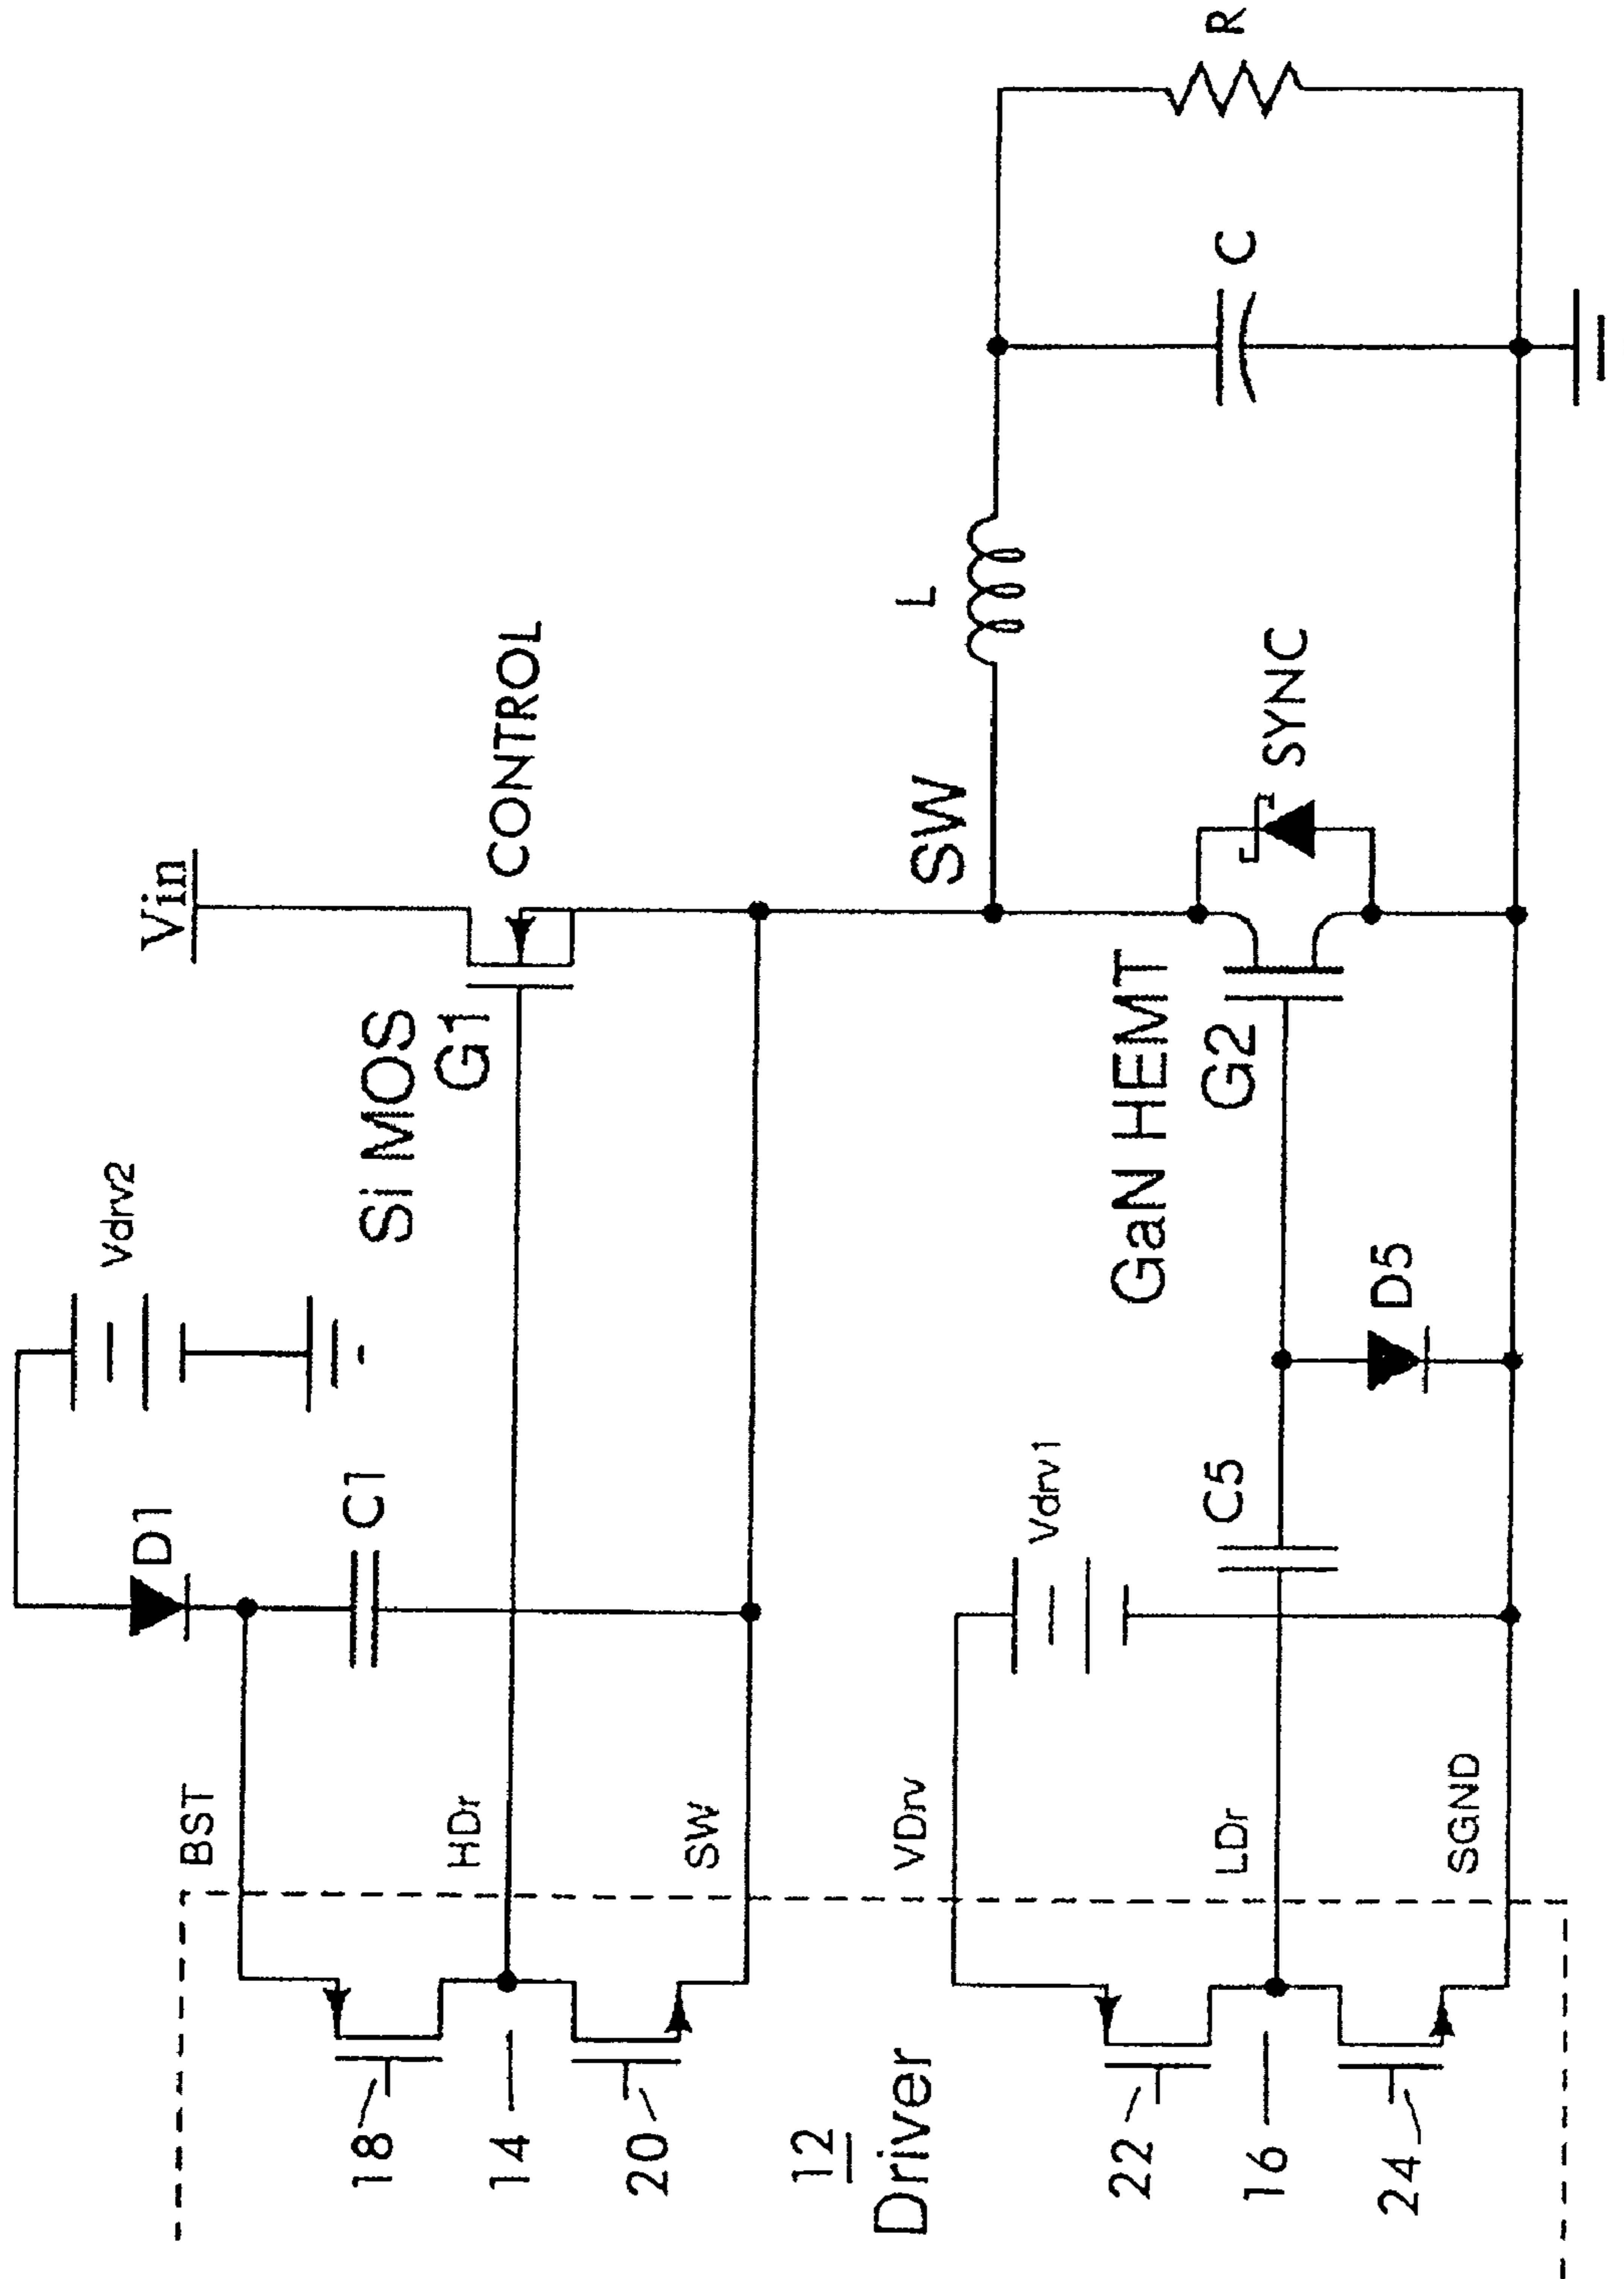 Vdrv2
D1
C1
BST
HDr
SW
18
14
20
12
Driver
Vin
Si MOS
G1
CONTROL
SW
L
C
R
Vdrv1
VDrv
LDr
SGND
22
16
24
C5
D5
GaN HEMT
G2
SYNC